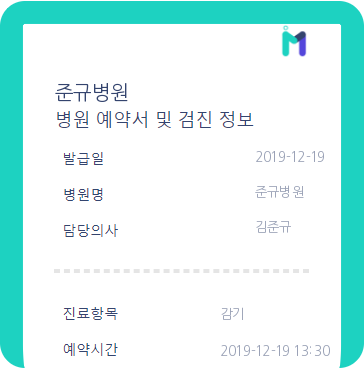 준규병원
병원 예약서 및 검진 정보
발급일 2019-12-19
병원명 준규병원
담당의사 김준규
진료항목 감기
예약시간 2019-12-19 13:30